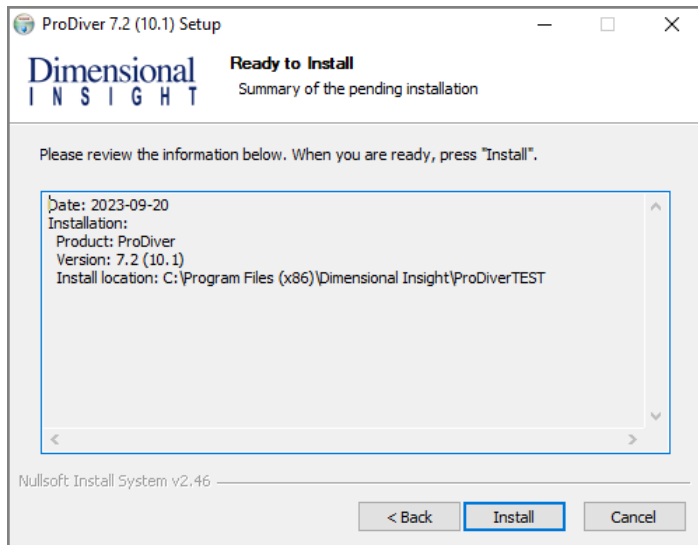 ProDiver 7.2 (10.1) Setup
Dimensional
INSIGHT
Ready to Install
Summary of the pending installation
Please review the information below. When you are ready, press "Install".
Date: 2023-09-20
Installation:
Product: ProDiver
Version: 7.2 (10.1)
Install location: C:\Program Files (x86)\Dimensional Insight\ProDiverTEST
Nullsoft Install System v2.46
< Back
Install
Cancel